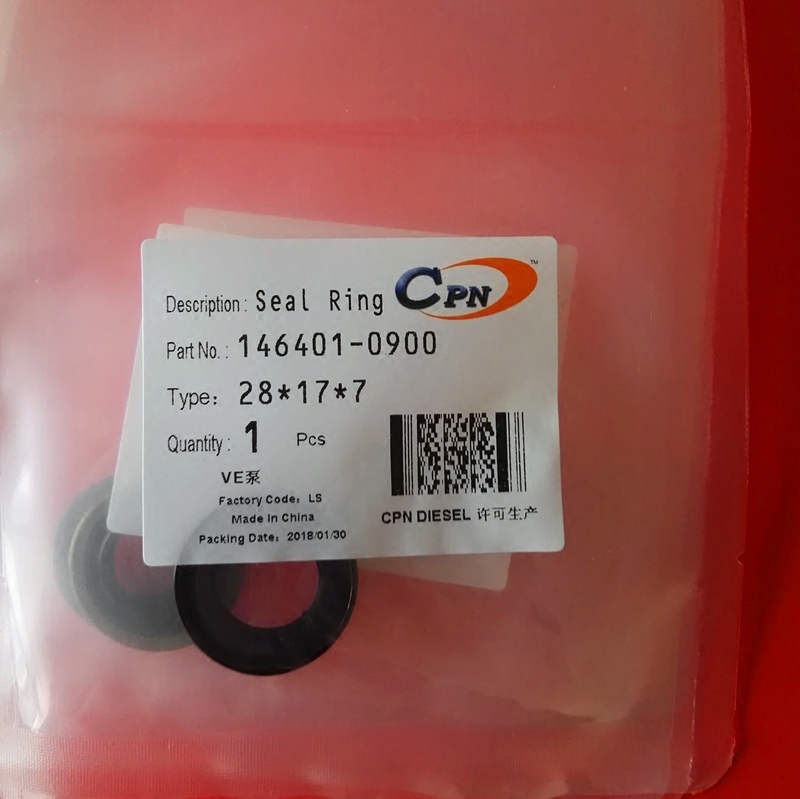 CPN™
Description: Seal Ring
Part No.: 146401-0900
Type: 28*17*7
Quantity: 1 Pcs
VE泵
Factory Code: LS
Made In China
Packing Date: 2018/01/30
CPN DIESEL 许可生产